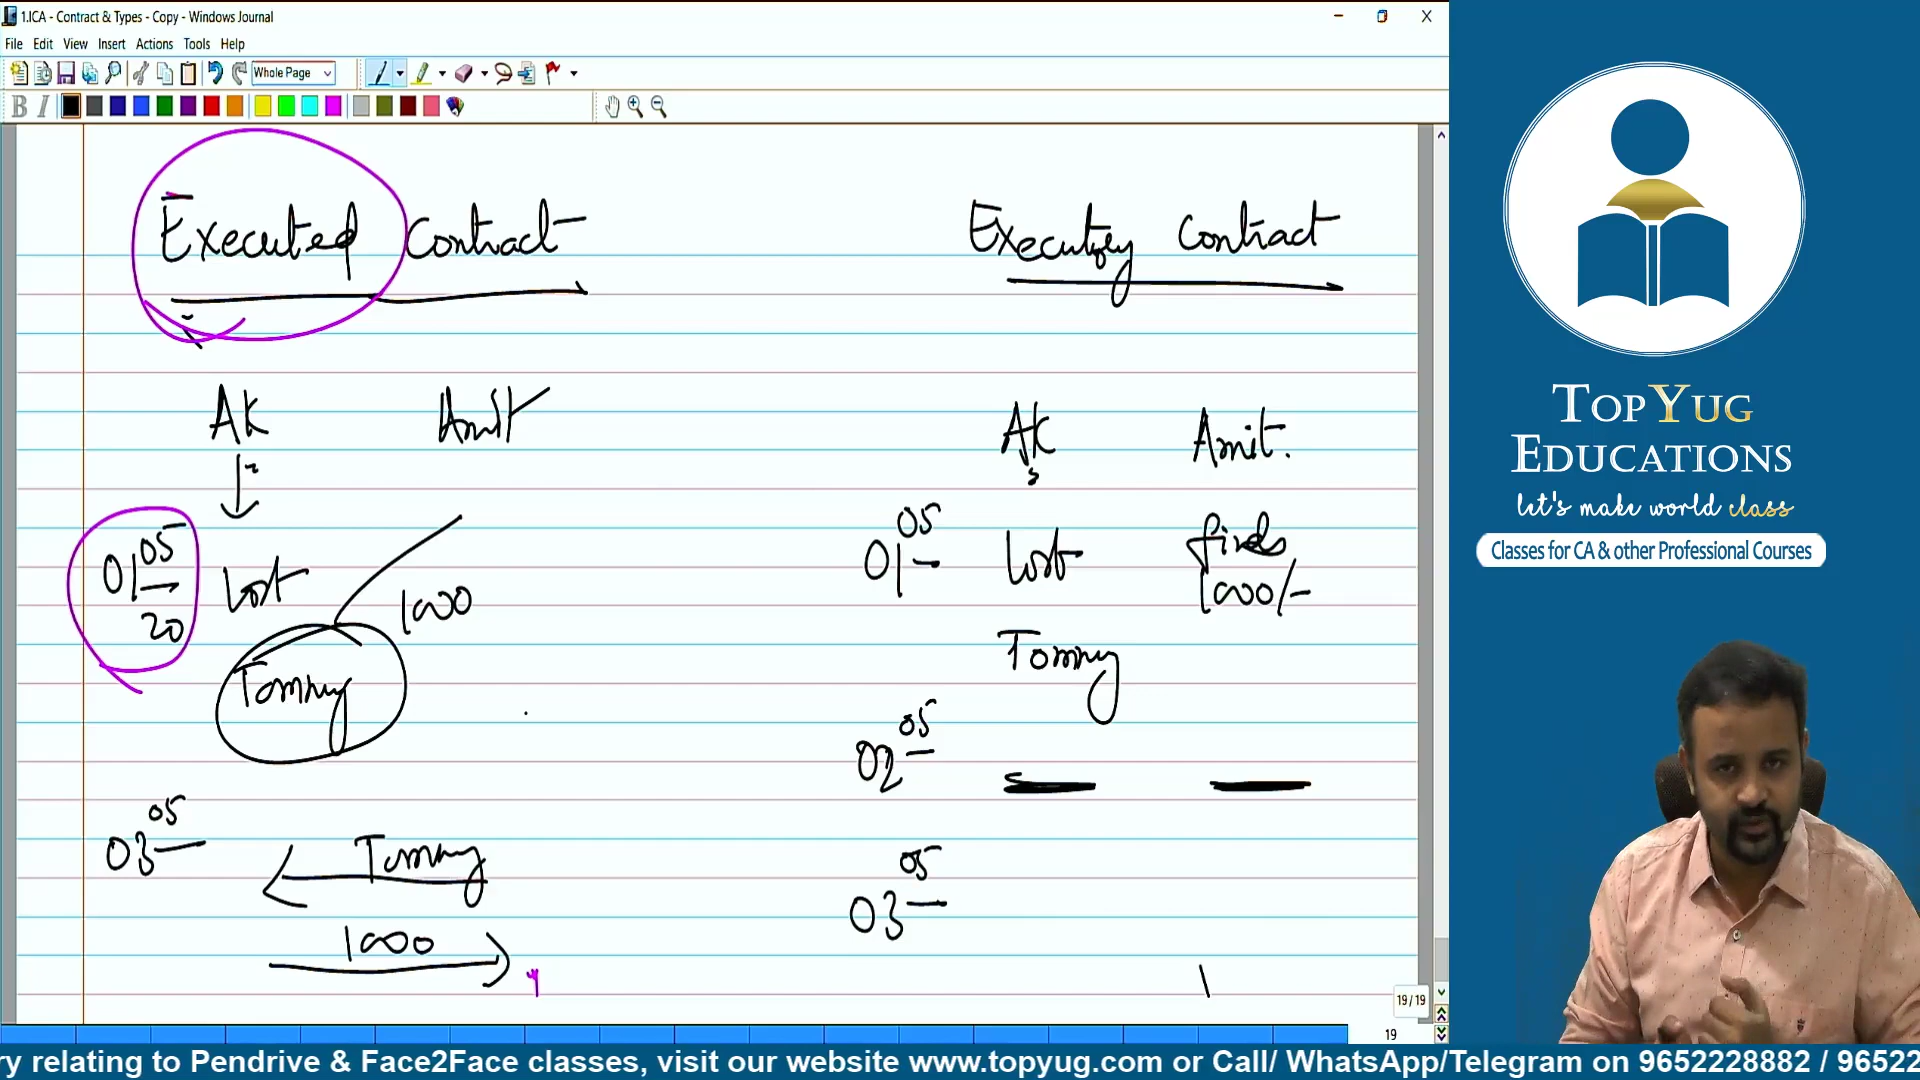 1.ICA - Contract & Types - Copy - Windows Journal
File Edit View Insert Actions Tools Help
Whole Page
B I
Executed Contract
AK Amit
01 05 20 Lost 1000
Tommy
03 05 Tommy
1000
Executory Contract
AK Amit.
01 05 Lost finds
1000/-
Tommy
02 05
03 05
19 / 19
19
TOPYUG
EDUCATIONS
let's make world class
Classes for CA & other Professional Courses
ry relating to Pendrive & Face2Face classes, visit our website www.topyug.com or Call/ WhatsApp/Telegram on 9652228882 / 9652